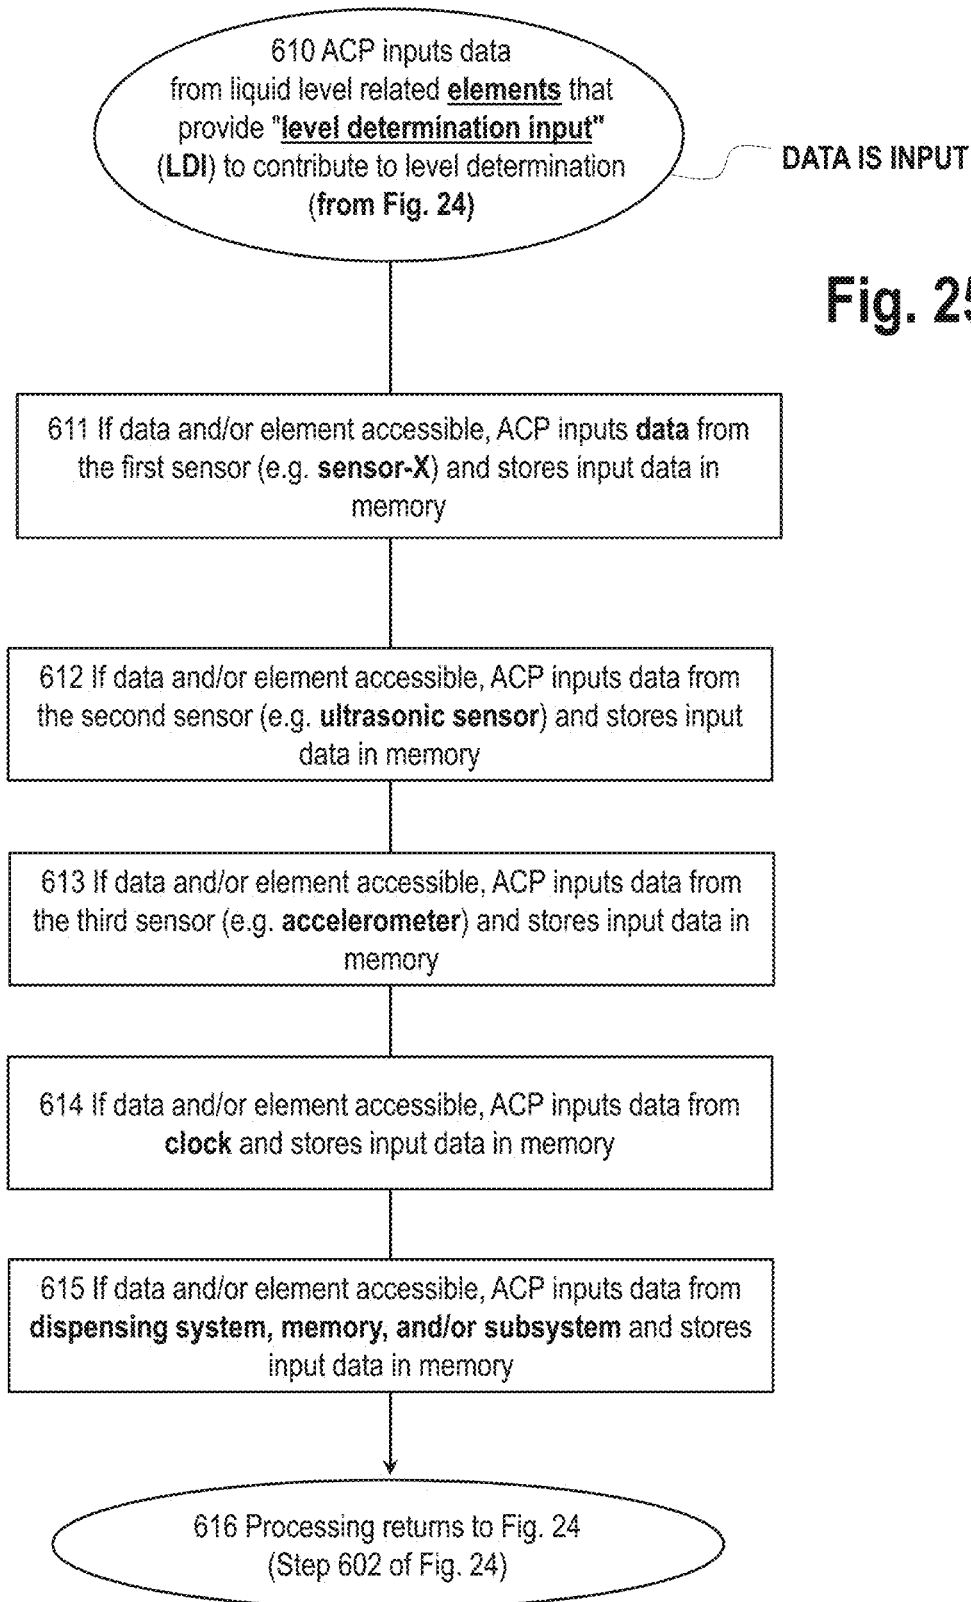 610 ACP inputs data
from liquid level related elements that
provide "level determination input"
(LDI) to contribute to level determination
(from Fig. 24)
DATA IS INPUT
Fig. 25
611 If data and/or element accessible, ACP inputs data from
the first sensor (e.g. sensor-X) and stores input data in
memory
612 If data and/or element accessible, ACP inputs data from
the second sensor (e.g. ultrasonic sensor) and stores input
data in memory
613 If data and/or element accessible, ACP inputs data from
the third sensor (e.g. accelerometer) and stores input data in
memory
614 If data and/or element accessible, ACP inputs data from
clock and stores input data in memory
615 If data and/or element accessible, ACP inputs data from
dispensing system, memory, and/or subsystem and stores
input data in memory
616 Processing returns to Fig. 24
(Step 602 of Fig. 24)